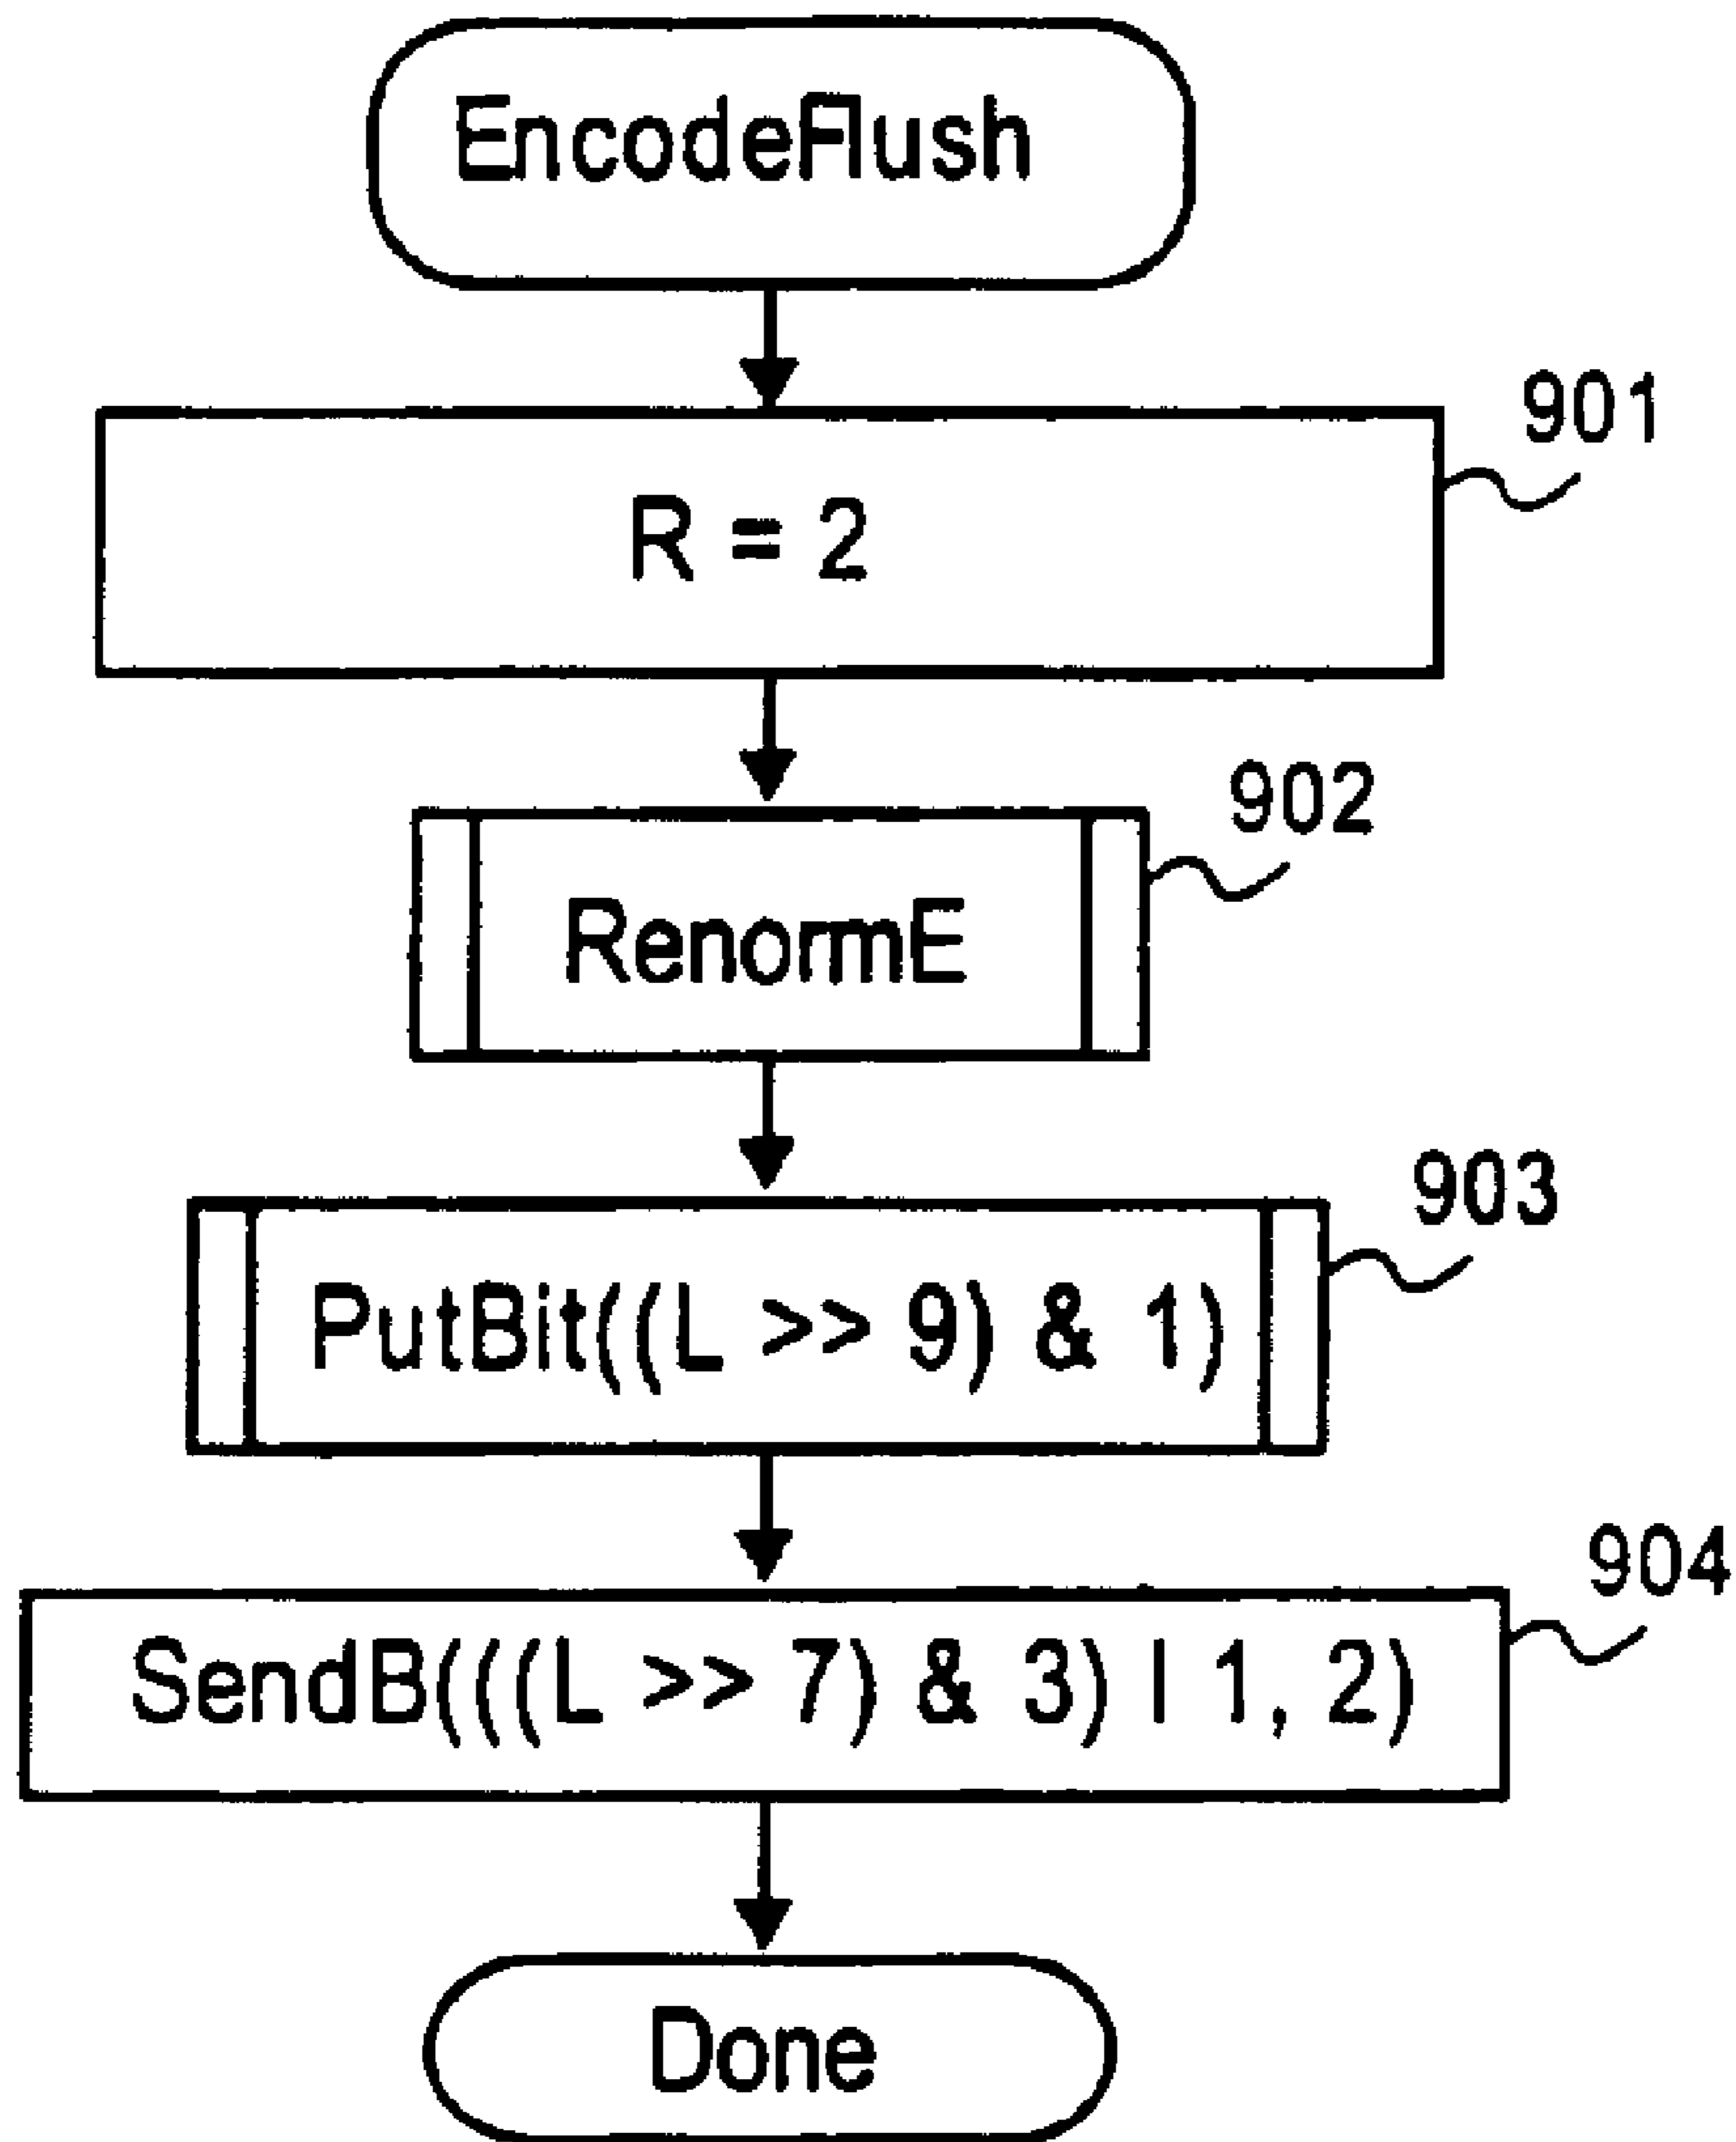 EncodeFlush
901
R = 2
902
RenormE
903
PutBit((L >> 9) & 1)
904
SendB(((L >> 7) & 3) | 1, 2)
Done